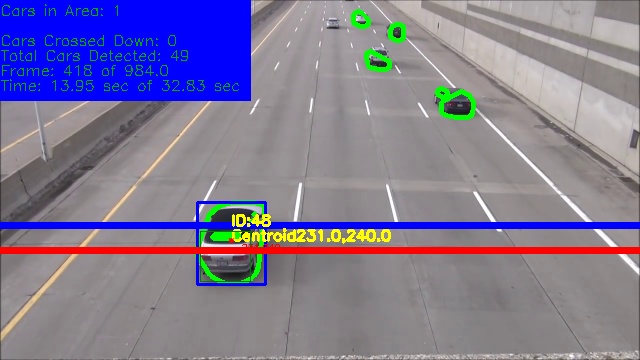 Cars in Area: 1
Cars Crossed Down: 0
Total Cars Detected: 49
Frame: 418 of 984.0
Time: 13.95 sec of 32.83 sec
ID:48
Centroid231.0,240.0